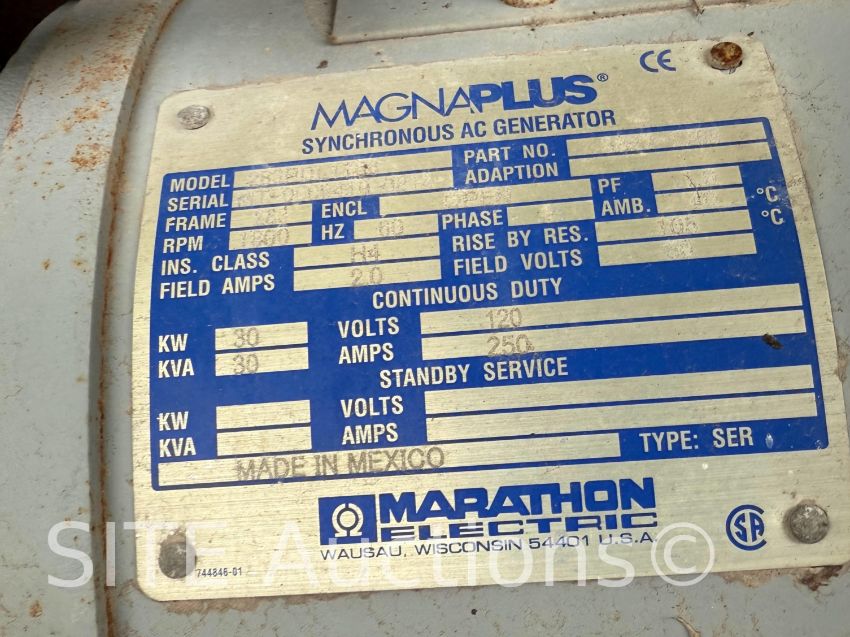 CE
MAGNAPLUS®
SYNCHRONOUS AC GENERATOR
MODEL PART NO.
SERIAL ADAPTION
FRAME ENCL PF
RPM 1800 HZ 60 PHASE AMB. °C
INS. CLASS H4 RISE BY RES. 105 °C
FIELD AMPS 2.0 FIELD VOLTS
CONTINUOUS DUTY
KW 30 VOLTS 120
KVA 30 AMPS 250
STANDBY SERVICE
KW VOLTS
KVA AMPS
MADE IN MEXICO TYPE: SER
MARATHON
ELECTRIC
WAUSAU, WISCONSIN 54401 U.S.A.
SA
744846-01
SITE Auctions©